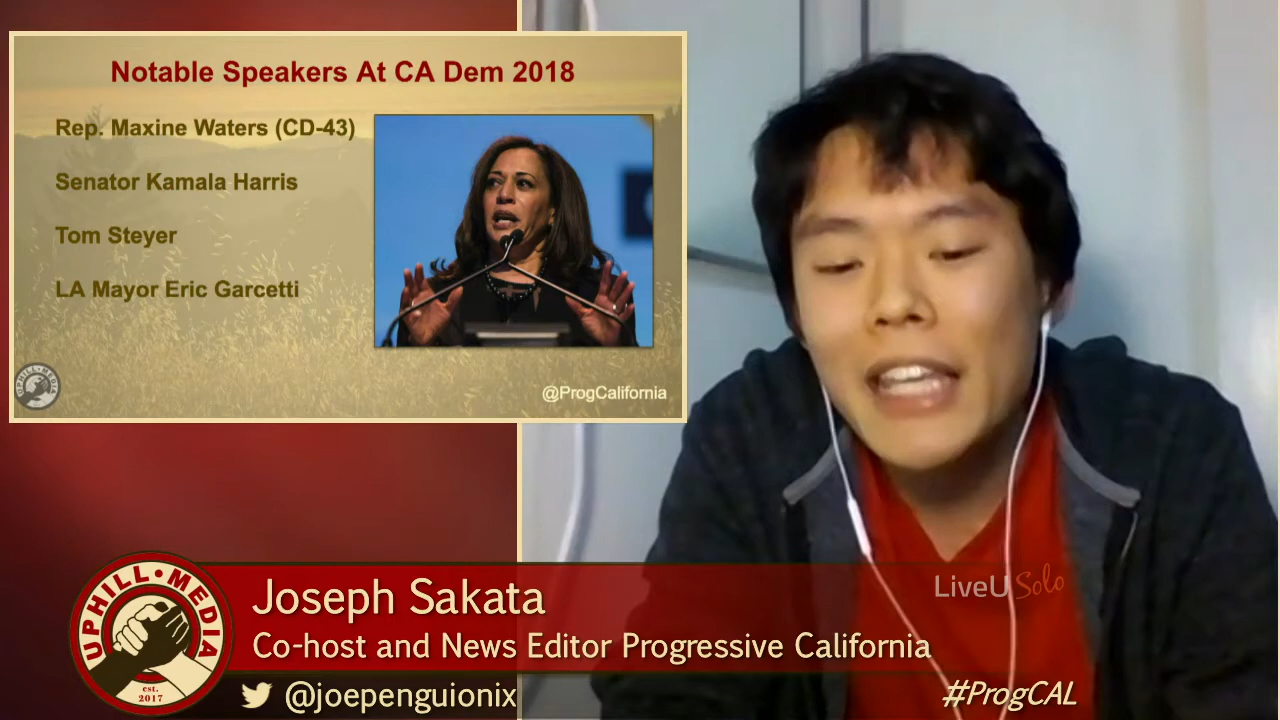 Notable Speakers At CA Dem 2018
Rep. Maxine Waters (CD-43)
Senator Kamala Harris
Tom Steyer
LA Mayor Eric Garcetti
UPHILL·MEDIA
@ProgCalifornia
LiveU Solo
UPHILL·MEDIA
est.
2017
Joseph Sakata
Co-host and News Editor Progressive California
@joepenguionix
#ProgCAL